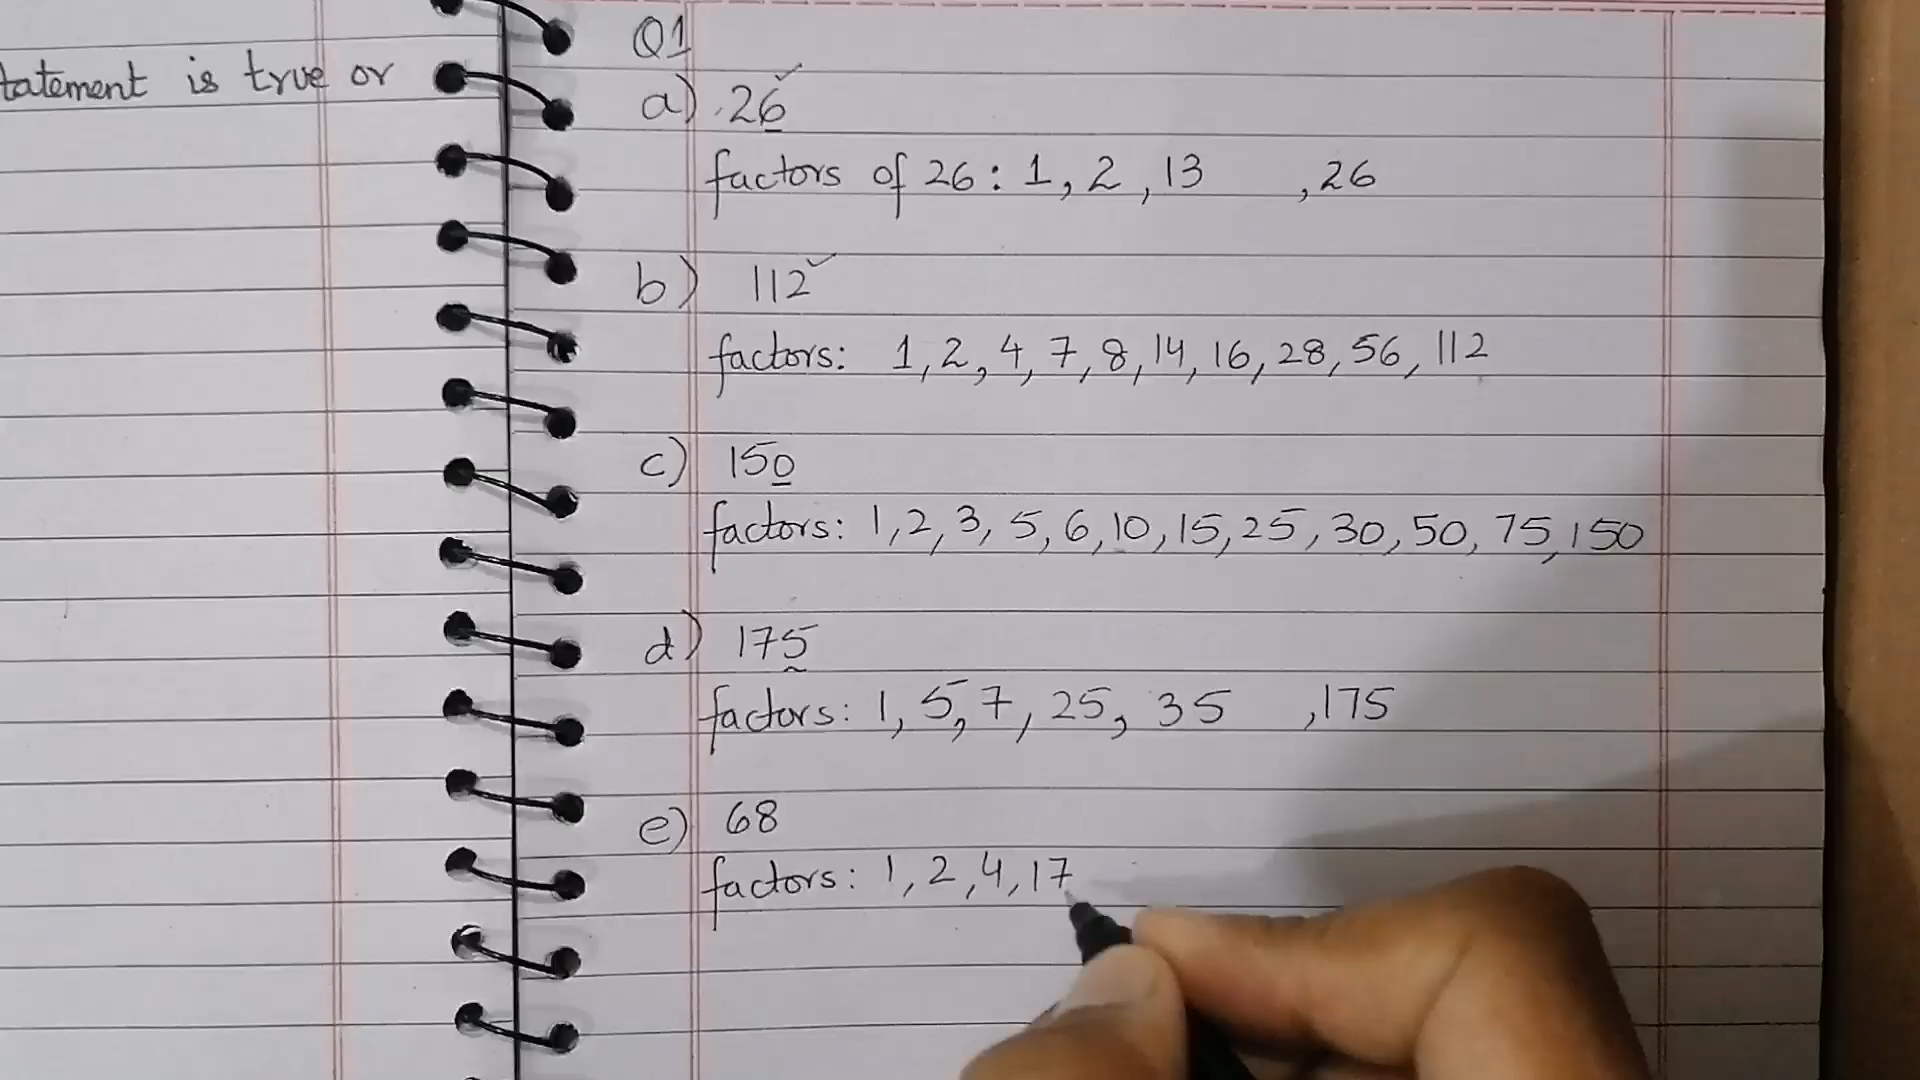 tatement is true or
Q1
a) 26
factors of 26 : 1, 2, 13 , 26
b) 112
factors: 1, 2, 4, 7, 8, 14, 16, 28, 56, 112
c) 150
factors: 1, 2, 3, 5, 6, 10, 15, 25, 30, 50, 75, 150
d) 175
factors: 1, 5, 7, 25, 35 , 175
e) 68
factors: 1, 2, 4, 17